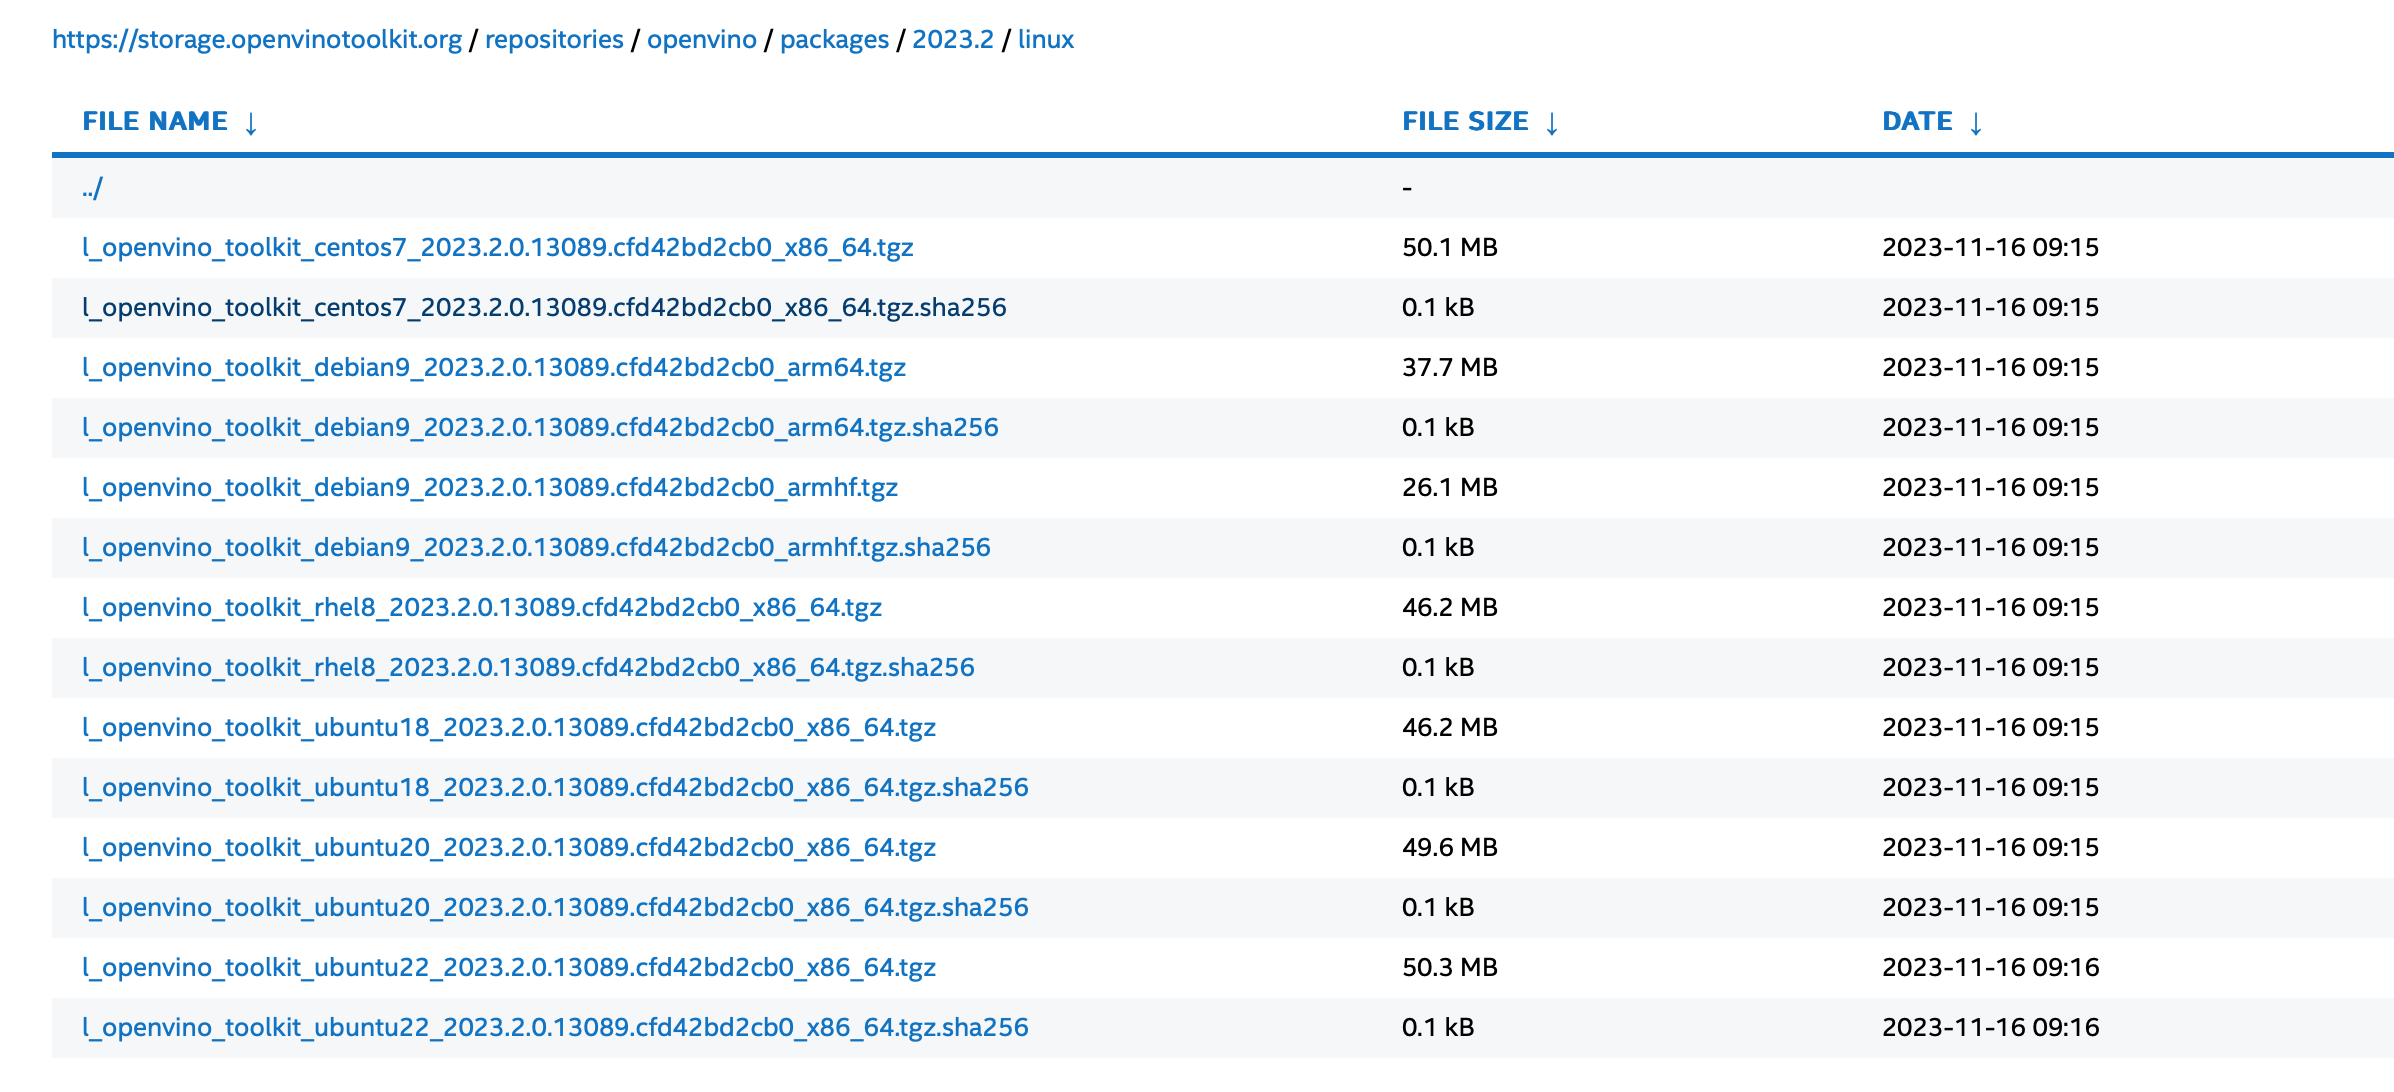 https://storage.openvinotoolkit.org / repositories / openvino / packages / 2023.2 / linux
FILE NAME ↓ FILE SIZE ↓ DATE ↓
../ -
l_openvino_toolkit_centos7_2023.2.0.13089.cfd42bd2cb0_x86_64.tgz 50.1 MB 2023-11-16 09:15
l_openvino_toolkit_centos7_2023.2.0.13089.cfd42bd2cb0_x86_64.tgz.sha256 0.1 kB 2023-11-16 09:15
l_openvino_toolkit_debian9_2023.2.0.13089.cfd42bd2cb0_arm64.tgz 37.7 MB 2023-11-16 09:15
l_openvino_toolkit_debian9_2023.2.0.13089.cfd42bd2cb0_arm64.tgz.sha256 0.1 kB 2023-11-16 09:15
l_openvino_toolkit_debian9_2023.2.0.13089.cfd42bd2cb0_armhf.tgz 26.1 MB 2023-11-16 09:15
l_openvino_toolkit_debian9_2023.2.0.13089.cfd42bd2cb0_armhf.tgz.sha256 0.1 kB 2023-11-16 09:15
l_openvino_toolkit_rhel8_2023.2.0.13089.cfd42bd2cb0_x86_64.tgz 46.2 MB 2023-11-16 09:15
l_openvino_toolkit_rhel8_2023.2.0.13089.cfd42bd2cb0_x86_64.tgz.sha256 0.1 kB 2023-11-16 09:15
l_openvino_toolkit_ubuntu18_2023.2.0.13089.cfd42bd2cb0_x86_64.tgz 46.2 MB 2023-11-16 09:15
l_openvino_toolkit_ubuntu18_2023.2.0.13089.cfd42bd2cb0_x86_64.tgz.sha256 0.1 kB 2023-11-16 09:15
l_openvino_toolkit_ubuntu20_2023.2.0.13089.cfd42bd2cb0_x86_64.tgz 49.6 MB 2023-11-16 09:15
l_openvino_toolkit_ubuntu20_2023.2.0.13089.cfd42bd2cb0_x86_64.tgz.sha256 0.1 kB 2023-11-16 09:15
l_openvino_toolkit_ubuntu22_2023.2.0.13089.cfd42bd2cb0_x86_64.tgz 50.3 MB 2023-11-16 09:16
l_openvino_toolkit_ubuntu22_2023.2.0.13089.cfd42bd2cb0_x86_64.tgz.sha256 0.1 kB 2023-11-16 09:16